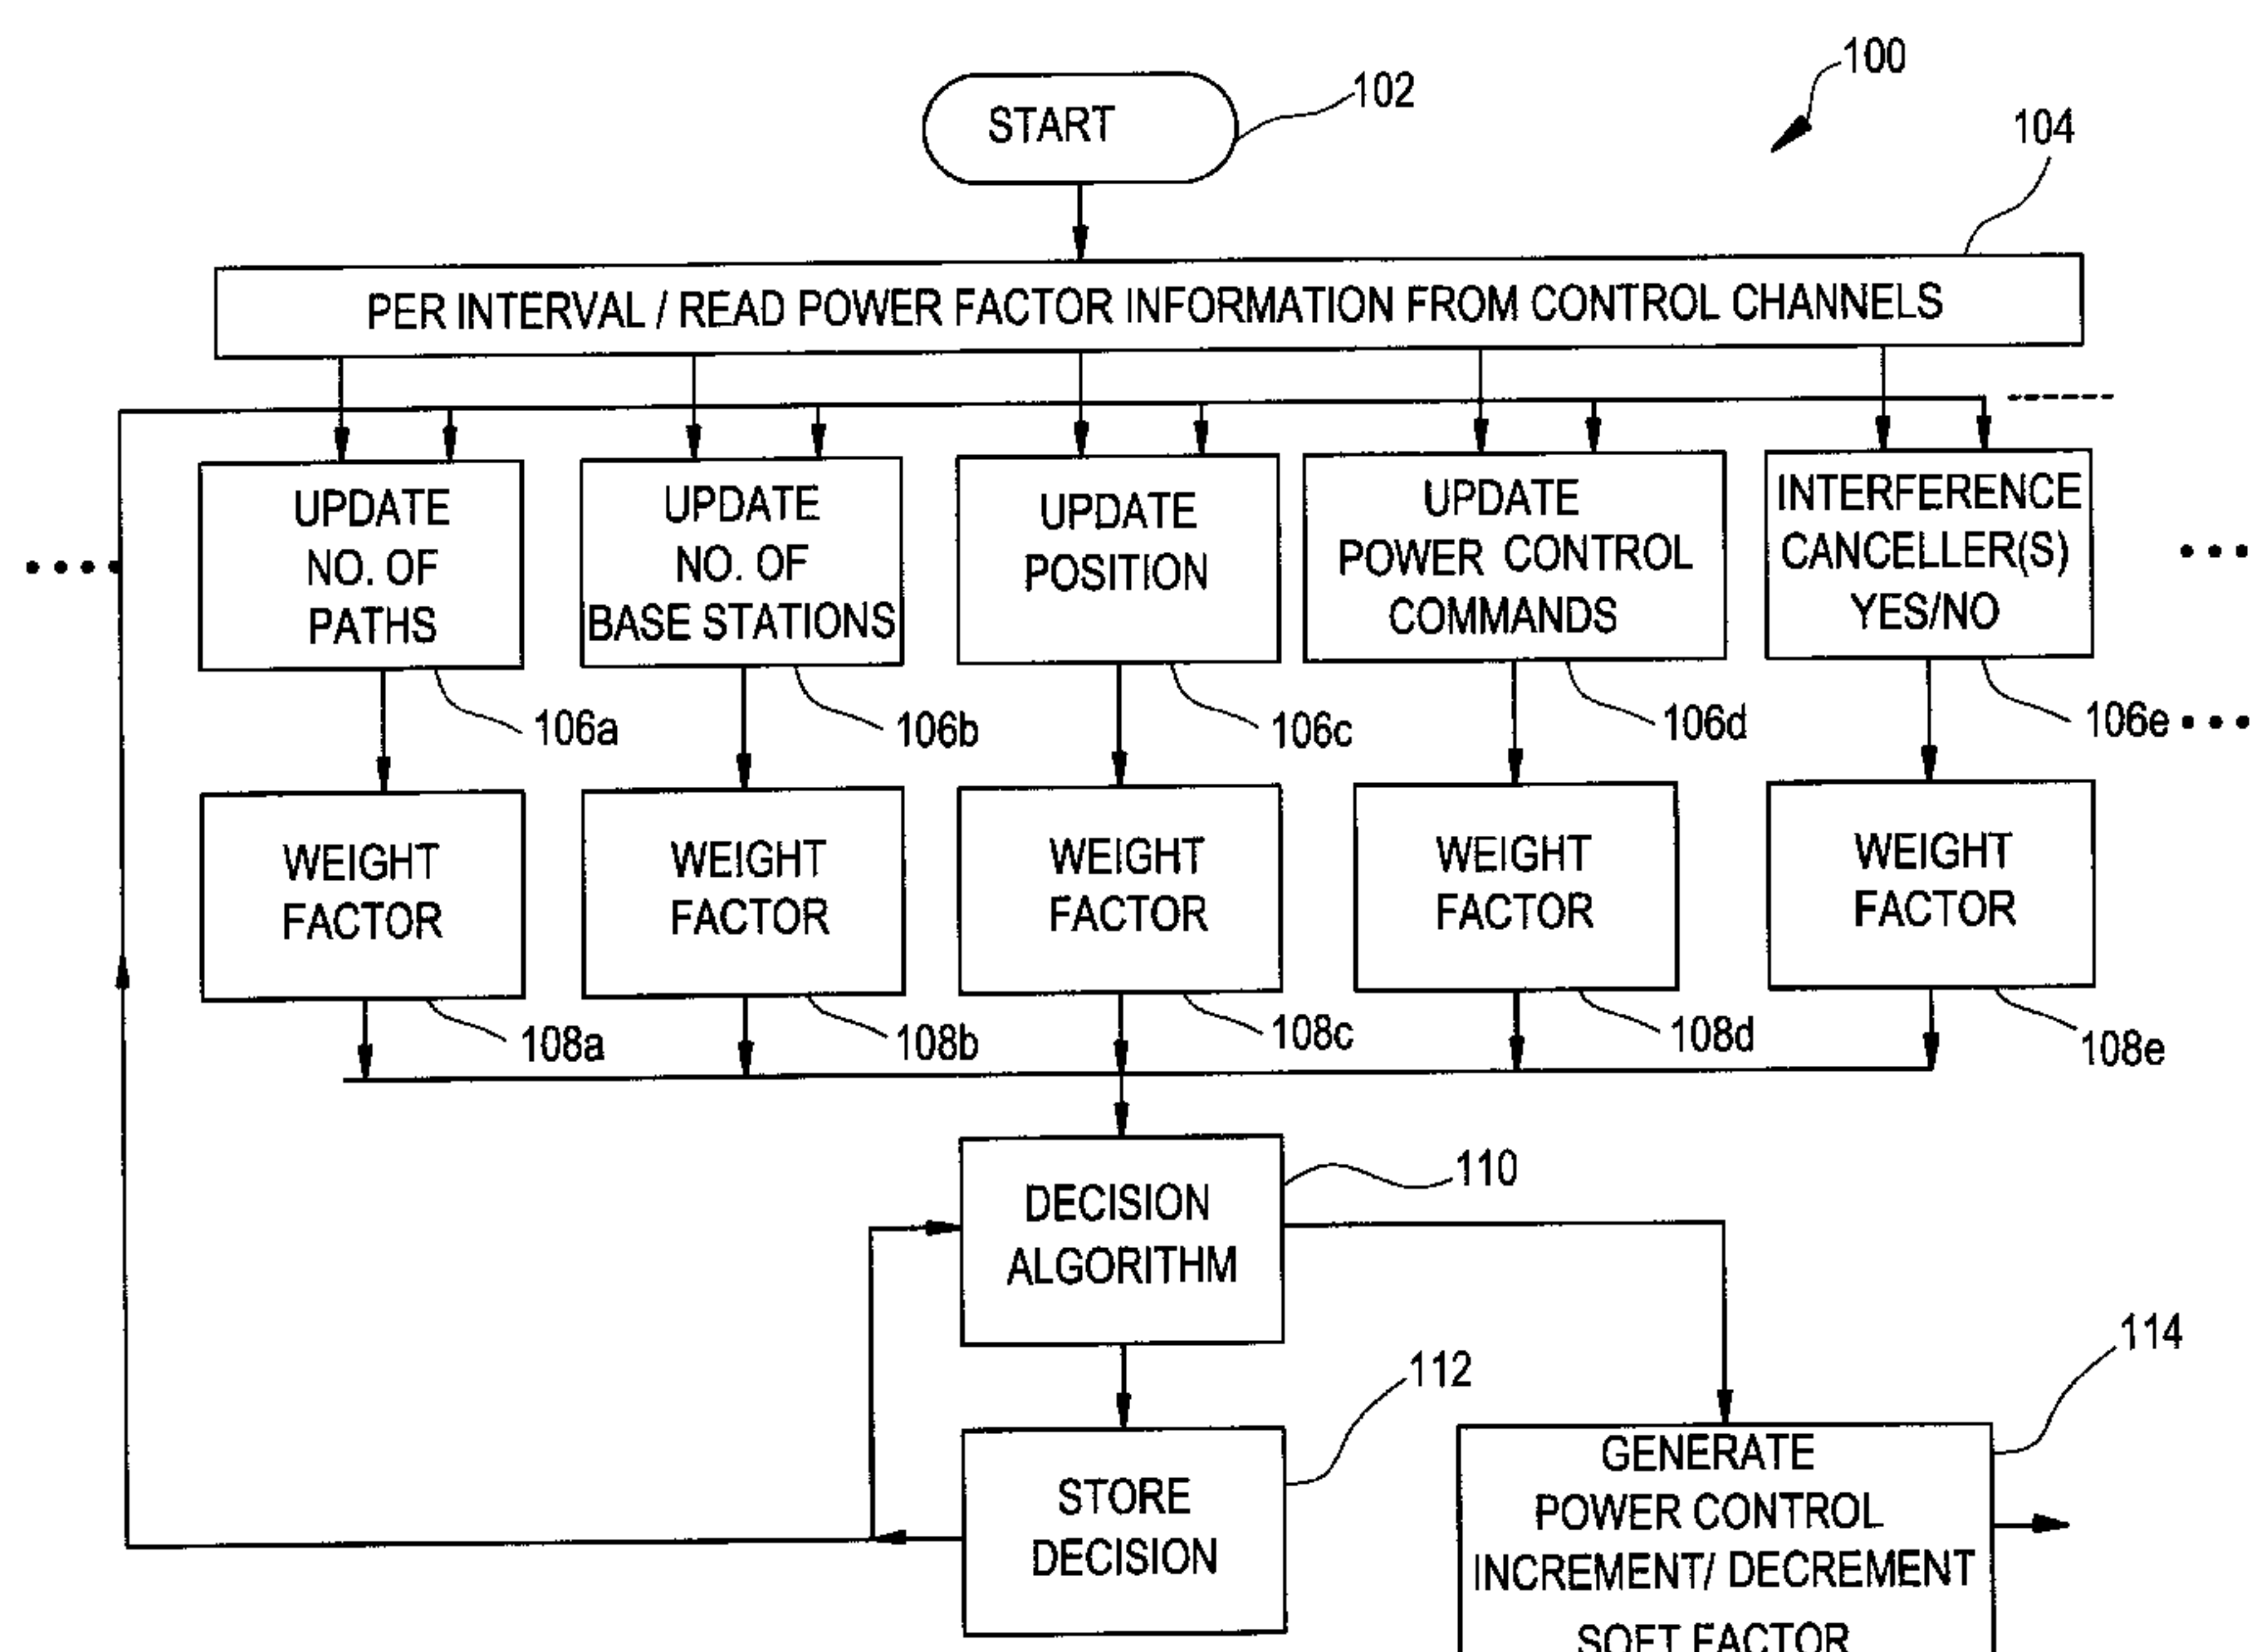 100
START
102
104
PER INTERVAL / READ POWER FACTOR INFORMATION FROM CONTROL CHANNELS
UPDATE
NO. OF
PATHS
UPDATE
NO. OF
BASE STATIONS
UPDATE
POSITION
UPDATE
POWER CONTROL
COMMANDS
INTERFERENCE
CANCELLER(S)
YES/NO
106a
106b
106c
106d
106e
WEIGHT
FACTOR
WEIGHT
FACTOR
WEIGHT
FACTOR
WEIGHT
FACTOR
WEIGHT
FACTOR
108a
108b
108c
108d
108e
DECISION
ALGORITHM
110
STORE
DECISION
112
114
GENERATE
POWER CONTROL
INCREMENT/ DECREMENT
SOFT FACTOR